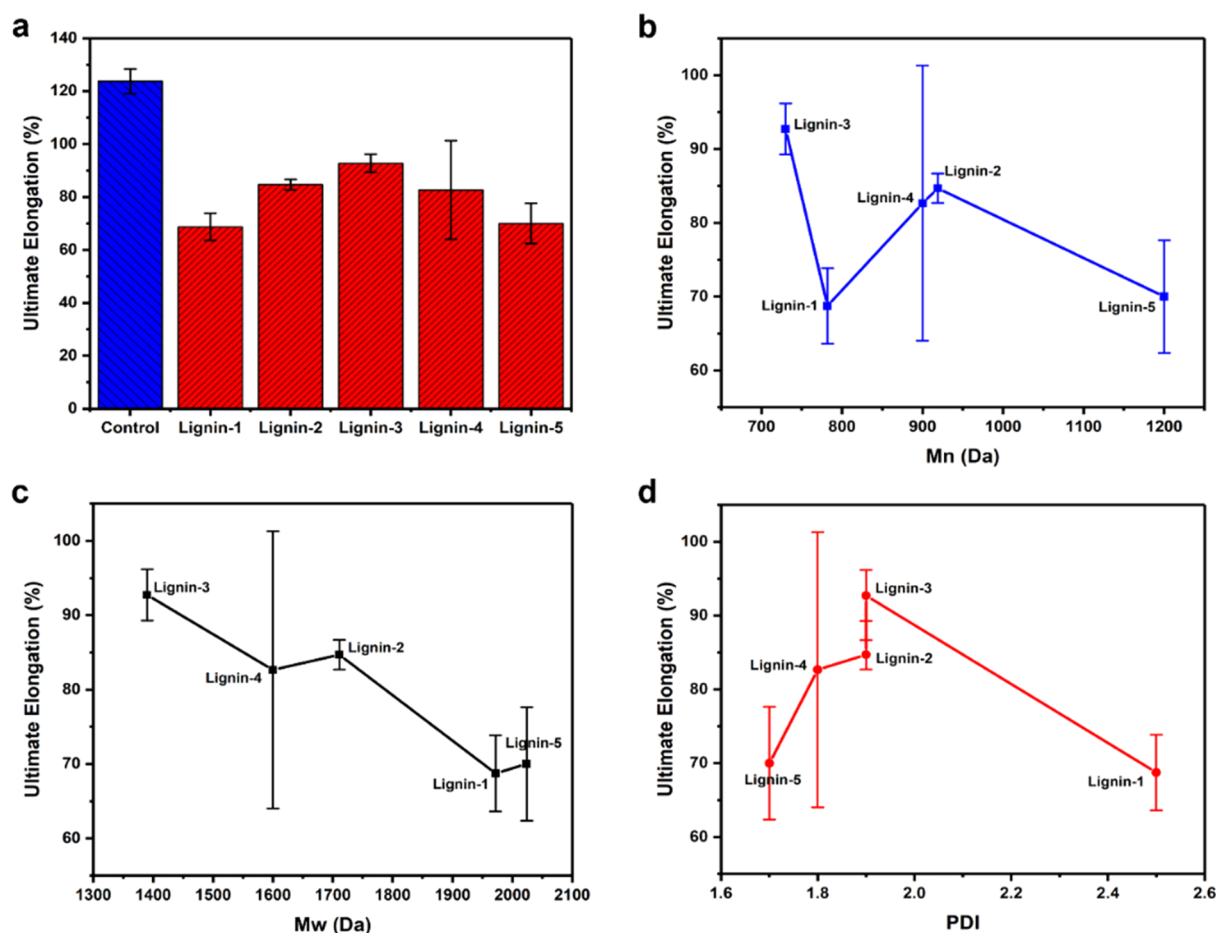 a
Ultimate Elongation (%)
140
120
100
80
60
40
20
0
Control Lignin-1 Lignin-2 Lignin-3 Lignin-4 Lignin-5
b
Ultimate Elongation (%)
100
90
80
70
60
Lignin-3
Lignin-2
Lignin-4
Lignin-1
Lignin-5
700 800 900 1000 1100 1200
Mn (Da)
c
Ultimate Elongation (%)
100
90
80
70
60
Lignin-3
Lignin-2
Lignin-4
Lignin-5
Lignin-1
1300 1400 1500 1600 1700 1800 1900 2000 2100
Mw (Da)
d
Ultimate Elongation (%)
100
90
80
70
60
Lignin-3
Lignin-4
Lignin-2
Lignin-5
Lignin-1
1.6 1.8 2.0 2.2 2.4 2.6
PDI